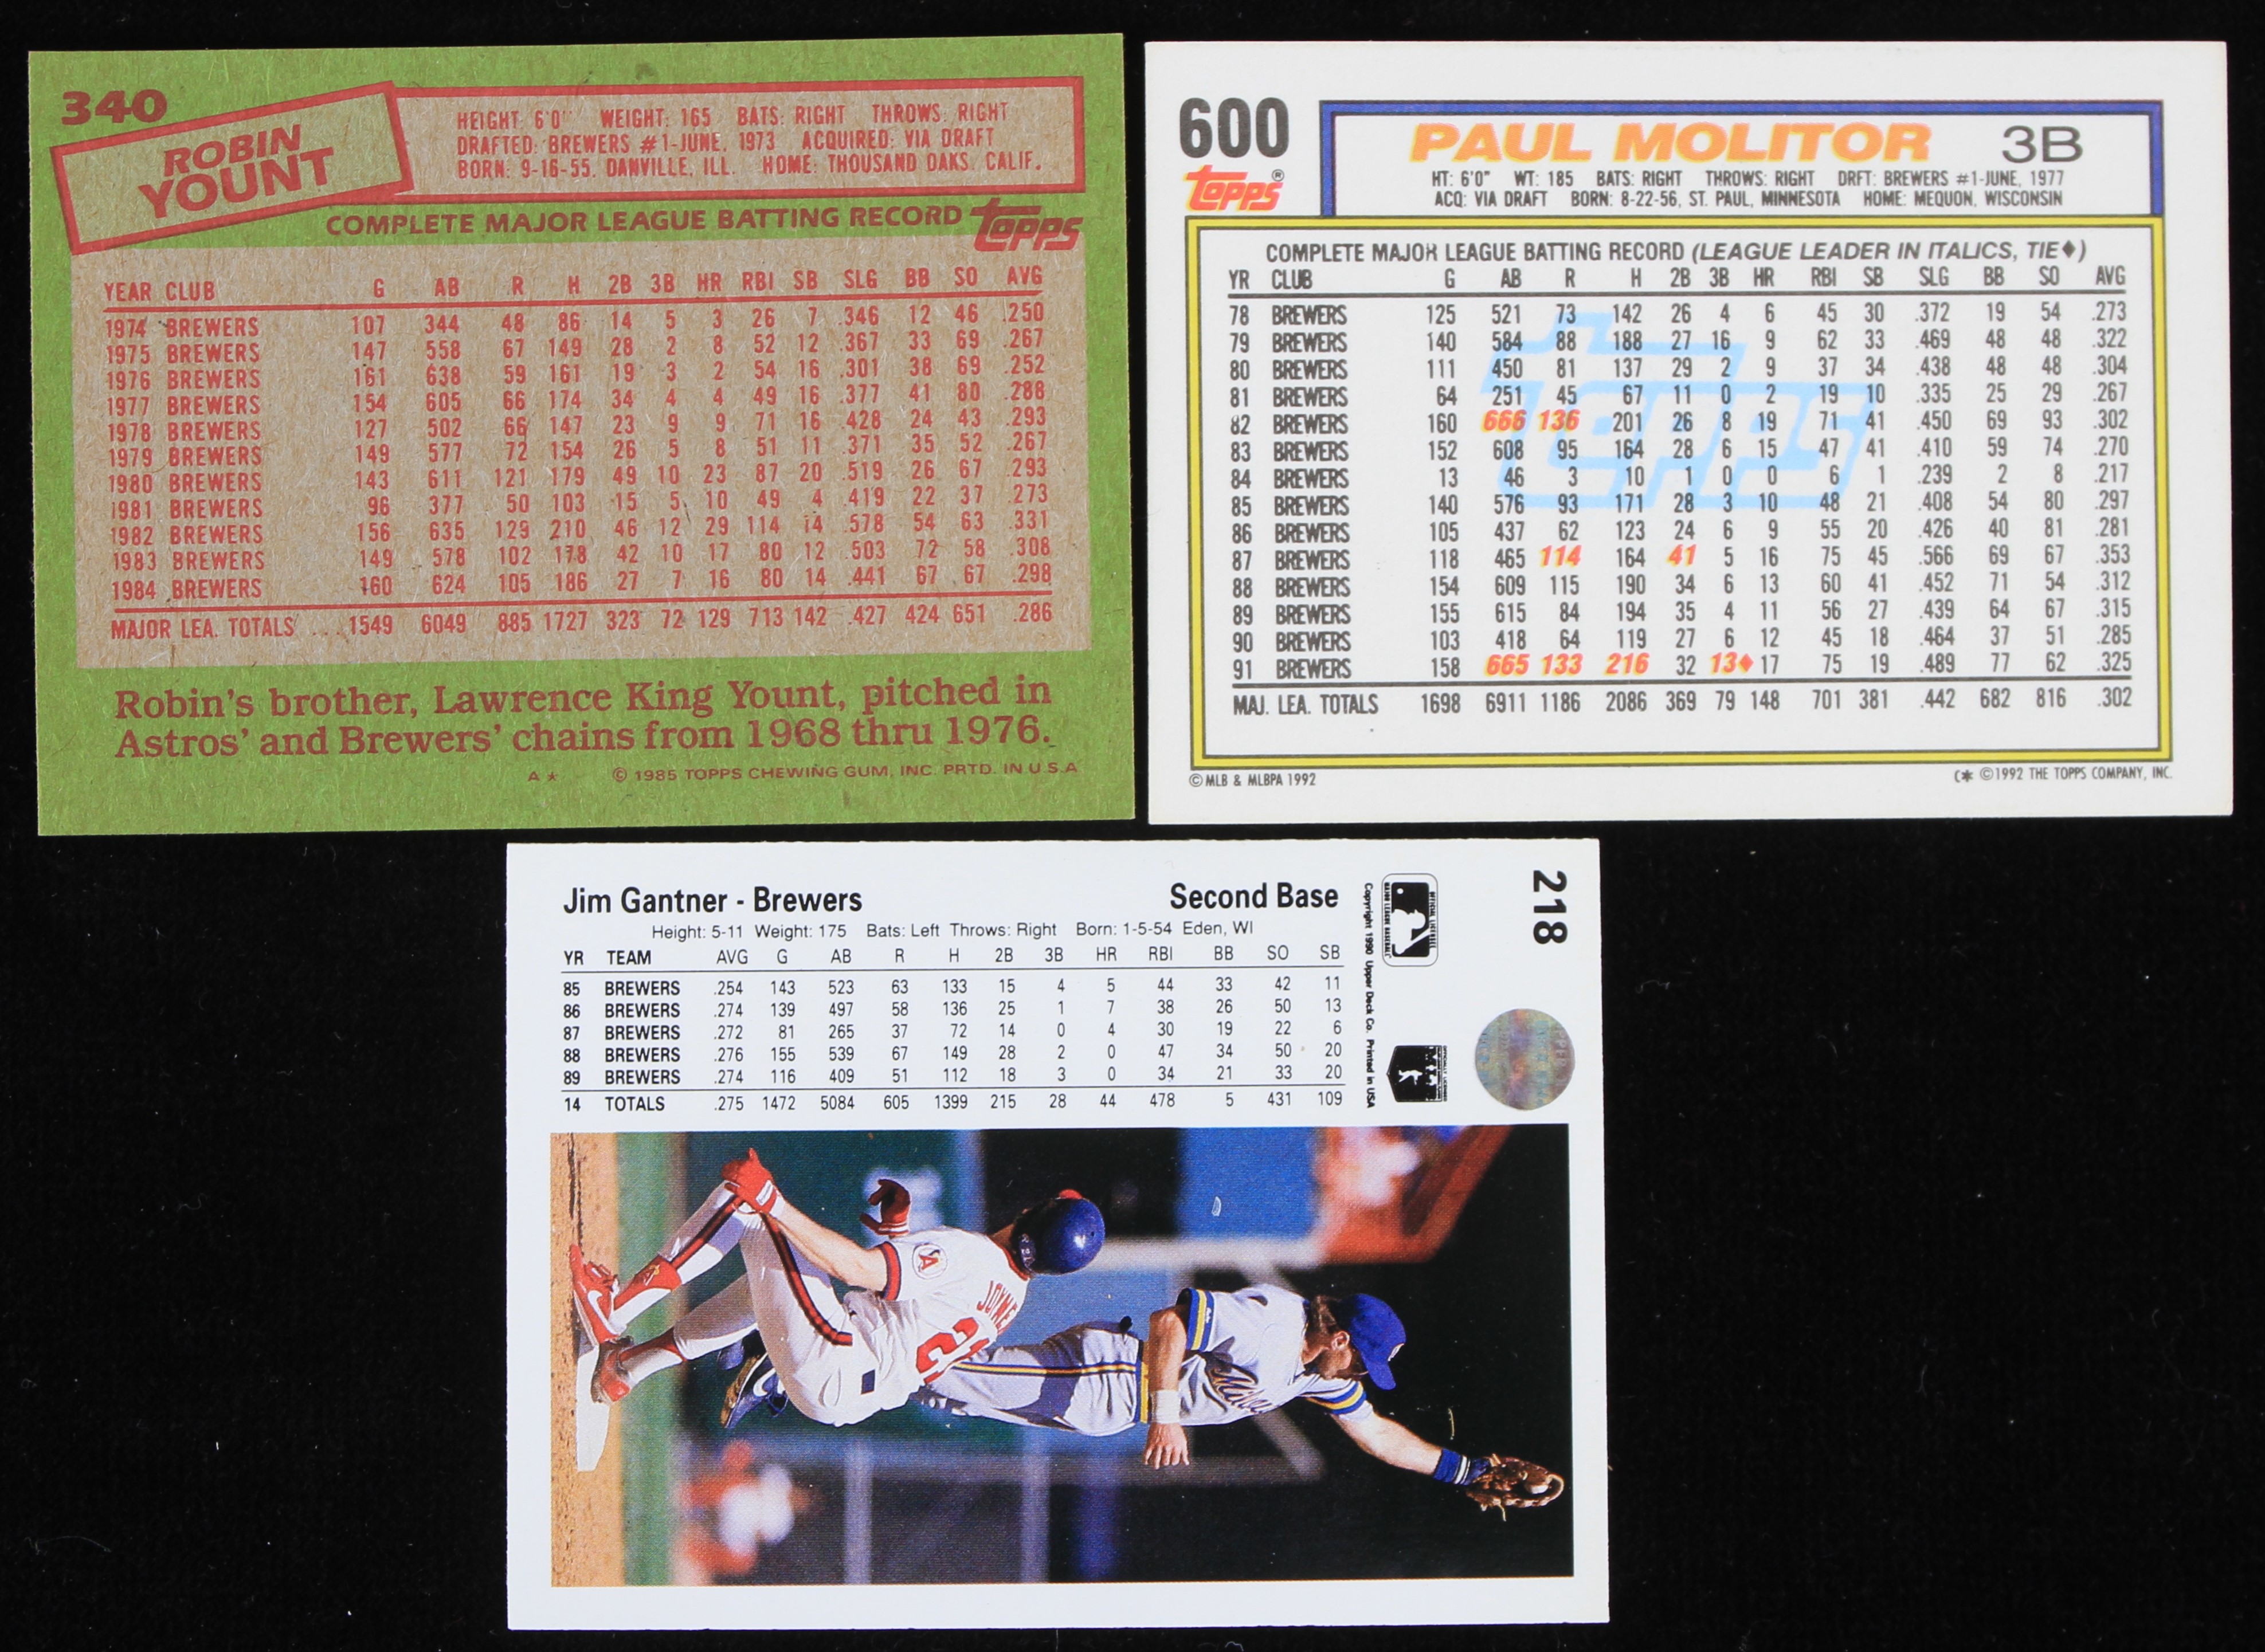 340
ROBIN
YOUNT
HEIGHT: 6'0" WEIGHT: 165 BATS: RIGHT THROWS: RIGHT
DRAFTED: BREWERS #1-JUNE, 1973 ACQUIRED: VIA DRAFT
BORN: 9-16-55, DANVILLE, ILL. HOME: THOUSAND OAKS, CALIF.
COMPLETE MAJOR LEAGUE BATTING RECORD topps
YEAR CLUB G AB R H 2B 3B HR RBI SB SLG BB SO AVG
1974 BREWERS 107 344 48 86 14 5 3 26 7 .346 12 46 .250
1975 BREWERS 147 558 67 149 28 2 8 52 12 .367 33 69 .267
1976 BREWERS 161 638 59 161 19 3 2 54 16 .301 38 69 .252
1977 BREWERS 154 605 66 174 34 4 4 49 16 .377 41 80 .288
1978 BREWERS 127 502 66 147 23 9 9 71 16 .428 24 43 .293
1979 BREWERS 149 577 72 154 26 5 8 51 11 .371 35 52 .267
1980 BREWERS 143 611 121 179 49 10 23 87 20 .519 26 67 .293
1981 BREWERS 96 377 50 103 15 5 10 49 4 .419 22 37 .273
1982 BREWERS 156 635 129 210 46 12 29 114 14 .578 54 63 .331
1983 BREWERS 149 578 102 178 42 10 17 80 12 .503 72 58 .308
1984 BREWERS 160 624 105 186 27 7 16 80 14 .441 67 67 .298
MAJOR LEA. TOTALS 1549 6049 885 1727 323 72 129 713 142 .427 424 651 .286
Robin's brother, Lawrence King Yount, pitched in
Astros' and Brewers' chains from 1968 thru 1976.
A* © 1985 TOPPS CHEWING GUM, INC. PRTD. IN U.S.A.
600
topps®
PAUL MOLITOR 3B
HT: 6'0" WT: 185 BATS: RIGHT THROWS: RIGHT DRFT: BREWERS #1-JUNE, 1977
ACQ: VIA DRAFT BORN: 8-22-56, ST. PAUL, MINNESOTA HOME: MEQUON, WISCONSIN
COMPLETE MAJOR LEAGUE BATTING RECORD (LEAGUE LEADER IN ITALICS, TIE♦)
YR CLUB G AB R H 2B 3B HR RBI SB SLG BB SO AVG
78 BREWERS 125 521 73 142 26 4 6 45 30 .372 19 54 .273
79 BREWERS 140 584 88 188 27 16 9 62 33 .469 48 48 .322
80 BREWERS 111 450 81 137 29 2 9 37 34 .438 48 48 .304
81 BREWERS 64 251 45 67 11 0 2 19 10 .335 25 29 .267
82 BREWERS 160 666 136 201 26 8 19 71 41 .450 69 93 .302
83 BREWERS 152 608 95 164 28 6 15 47 41 .410 59 74 .270
84 BREWERS 13 46 3 10 1 0 0 6 1 .239 2 8 .217
85 BREWERS 140 576 93 171 28 3 10 48 21 .408 54 80 .297
86 BREWERS 105 437 62 123 24 6 9 55 20 .426 40 81 .281
87 BREWERS 118 465 114 164 41 5 16 75 45 .566 69 67 .353
88 BREWERS 154 609 115 190 34 6 13 60 41 .452 71 54 .312
89 BREWERS 155 615 84 194 35 4 11 56 27 .439 64 67 .315
90 BREWERS 103 418 64 119 27 6 12 45 18 .464 37 51 .285
91 BREWERS 158 665 133 216 32 13♦ 17 75 19 .489 77 62 .325
MAJ. LEA. TOTALS 1698 6911 1186 2086 369 79 148 701 381 .442 682 816 .302
topps
© MLB & MLBPA 1992 C* ©1992 THE TOPPS COMPANY, INC.
Jim Gantner - Brewers Second Base
Height: 5-11 Weight: 175 Bats: Left Throws: Right Born: 1-5-54 Eden, WI
YR TEAM AVG G AB R H 2B 3B HR RBI BB SO SB
85 BREWERS .254 143 523 63 133 15 4 5 44 33 42 11
86 BREWERS .274 139 497 58 136 25 1 7 38 26 50 13
87 BREWERS .272 81 265 37 72 14 0 4 30 19 22 6
88 BREWERS .276 155 539 67 149 28 2 0 47 34 50 20
89 BREWERS .274 116 409 51 112 18 3 0 34 21 33 20
14 TOTALS .275 1472 5084 605 1399 215 28 44 478 5 431 109
218
Copyright 1990 Upper Deck Co. Printed in USA
OFFICIAL LICENSEE
MAJOR LEAGUE BASEBALL
A